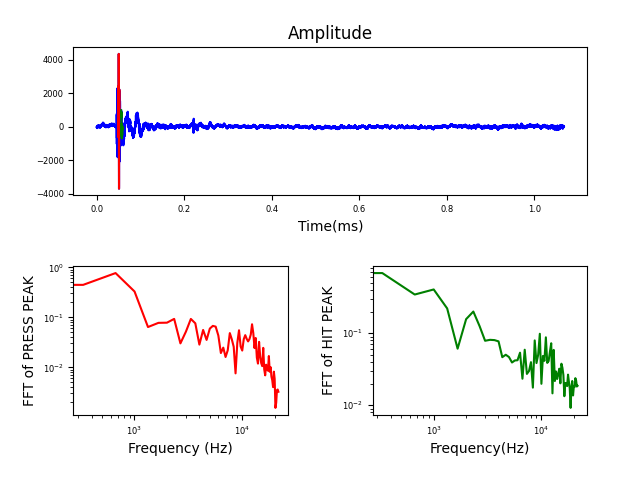 Amplitude
4000
2000
0
−2000
−4000
0.0 0.2 0.4 0.6 0.8 1.0
Time(ms)
FFT of PRESS PEAK
10⁰
10⁻¹
10⁻²
10³ 10⁴
Frequency (Hz)
FFT of HIT PEAK
10⁻¹
10⁻²
10³ 10⁴
Frequency(Hz)